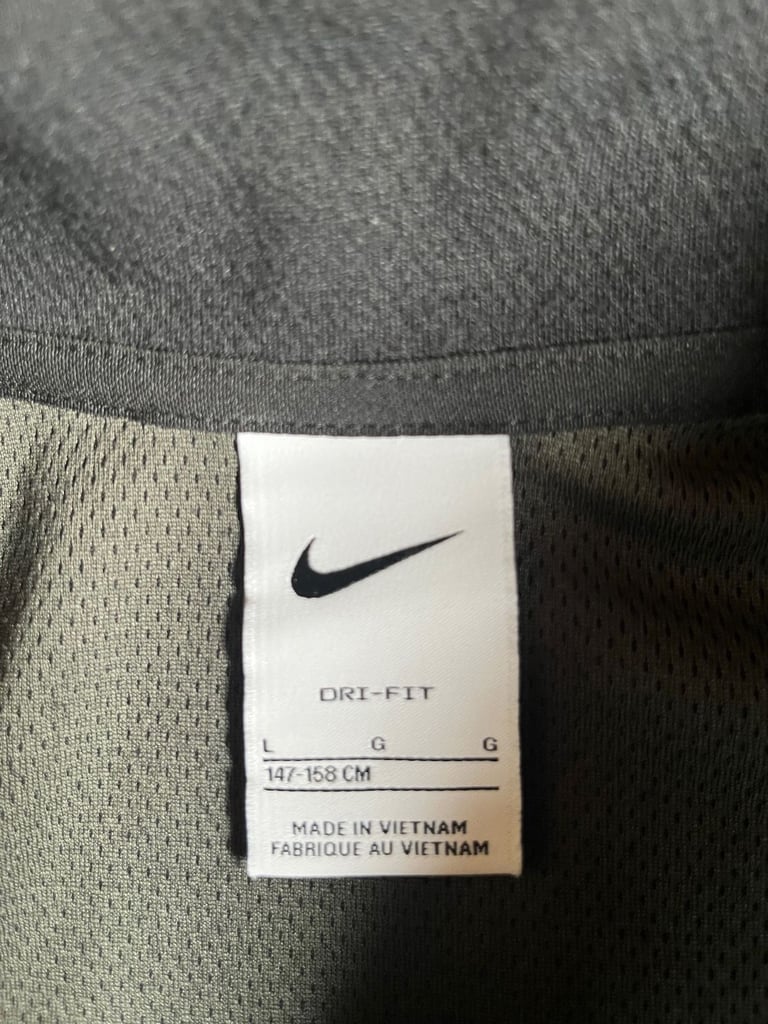 DRI-FIT
L G G
147-158 CM
MADE IN VIETNAM
FABRIQUE AU VIETNAM